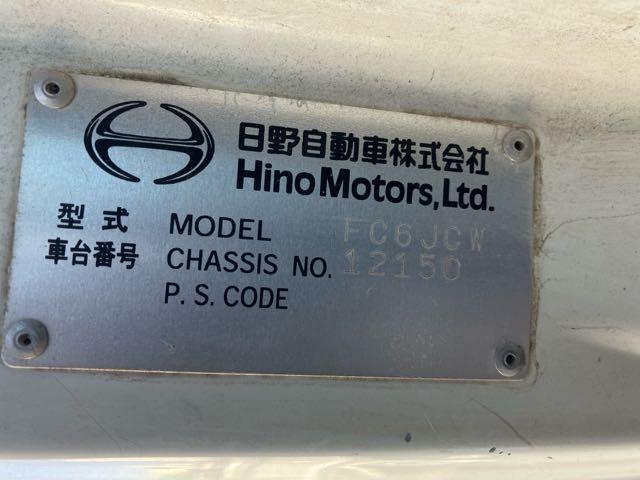 日野自動車株式会社
Hino Motors, Ltd.
型式 MODEL FC6JCW
車台番号 CHASSIS NO. 12150
P. S. CODE